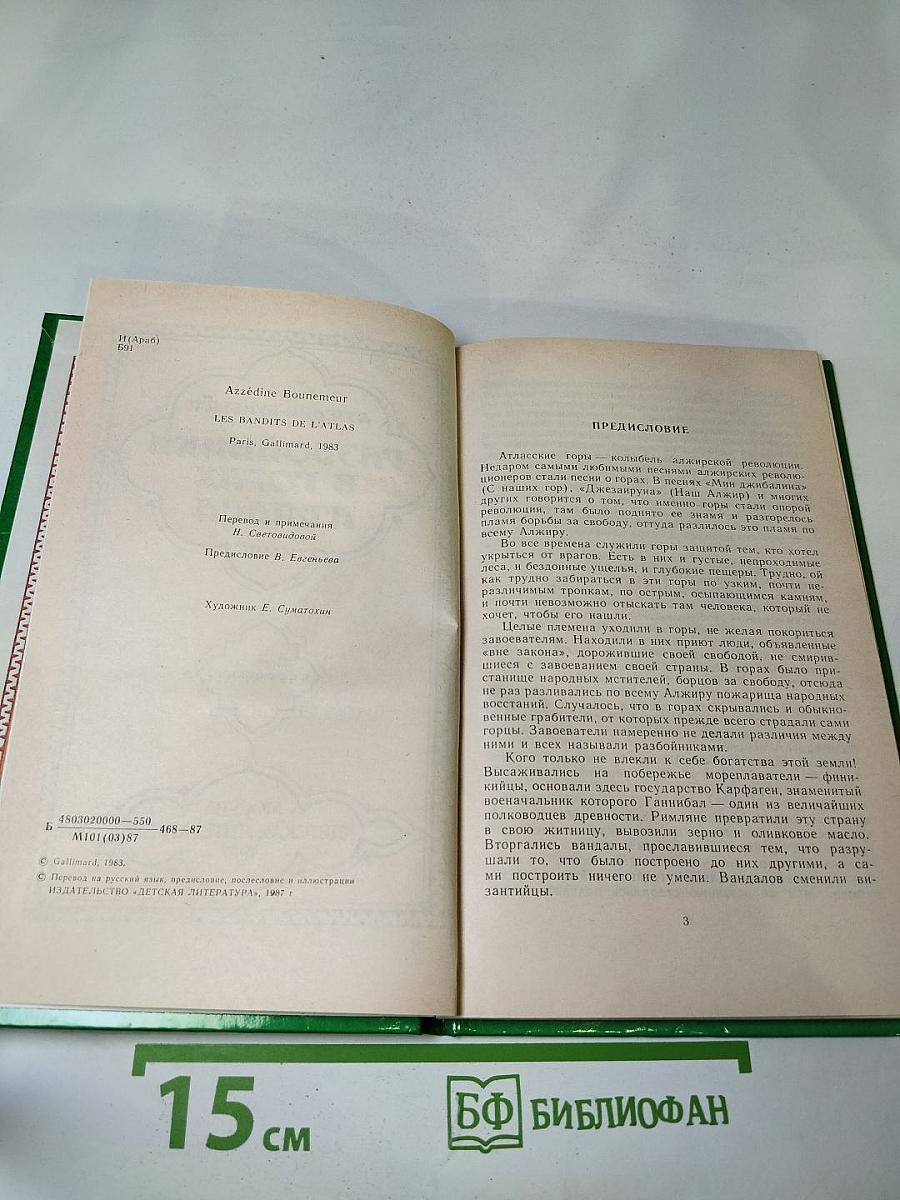 И(Араб)
Б91
Azzédine Bounemeur
LES BANDITS DE L'ATLAS
Paris, Gallimard, 1983
Перевод и примечания
Н. Световидовой
Предисловие В. Евгеньева
Художник Е. Суматохин
Б 4803020000—550
М101(03)87
468—87
© Gallimard, 1983.
© Перевод на русский язык, предисловие, послесловие и иллюстрации
ИЗДАТЕЛЬСТВО «ДЕТСКАЯ ЛИТЕРАТУРА», 1987 г
ПРЕДИСЛОВИЕ
Атласские горы — колыбель алжирской революции.
Недаром самыми любимыми песнями алжирских револю-
ционеров стали песни о горах. В песнях «Мин джибалина»
(С наших гор), «Джезаируна» (Наш Алжир) и многих
других говорится о том, что именно горы стали опорой
революции, там было поднято ее знамя и разгорелось
пламя борьбы за свободу, оттуда разлилось это пламя по
всему Алжиру.
Во все времена служили горы защитой тем, кто хотел
укрыться от врагов. Есть в них и густые, непроходимые
леса, и бездонные ущелья, и глубокие пещеры. Трудно, ой
как трудно забираться в эти горы по узким, почти не-
различимым тропкам, по острым, осыпающимся камням,
и почти невозможно отыскать там человека, который не
хочет, чтобы его нашли.
Целые племена уходили в горы, не желая покориться
завоевателям. Находили в них приют люди, объявленные
«вне закона», дорожившие своей свободой, не смирив-
шиеся с завоеванием своей страны. В горах было при-
станище народных мстителей, борцов за свободу, отсюда
не раз разливались по всему Алжиру пожарища народных
восстаний. Случалось, что в горах скрывались и обыкно-
венные грабители, от которых прежде всего страдали сами
горцы. Завоеватели намеренно не делали различия между
ними и всех называли разбойниками.
Кого только не влекли к себе богатства этой земли!
Высаживались на побережье мореплаватели — фини-
кийцы, основали здесь государство Карфаген, знаменитый
военачальник которого Ганнибал — один из величайших
полководцев древности. Римляне превратили эту страну
в свою житницу, вывозили зерно и оливковое масло.
Вторгались вандалы, прославившиеся тем, что разру-
шали то, что было построено до них другими, а са-
ми построить ничего не умели. Вандалов сменили ви-
зантийцы.
3
15 см
БФ БИБЛИОФАН